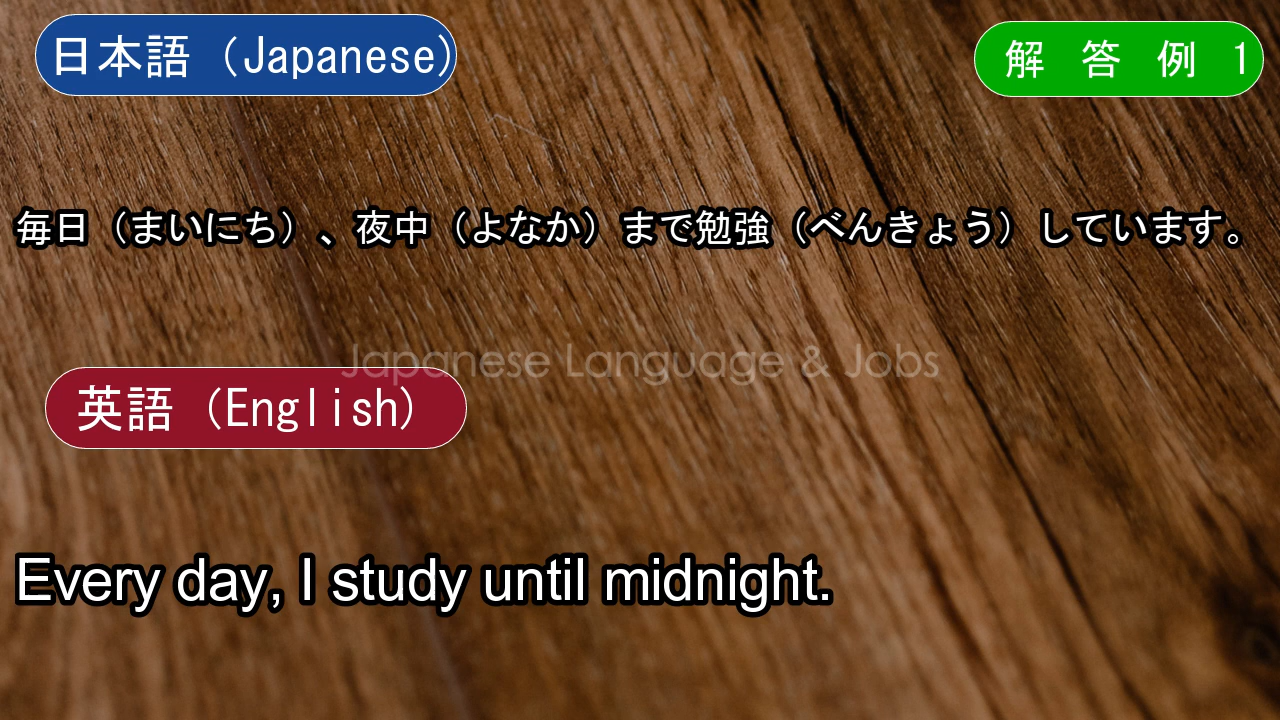 日本語（Japanese）
解答例 1
毎日（まいにち）、夜中（よなか）まで勉強（べんきょう）しています。
Japanese Language & Jobs
英語（English）
Every day, I study until midnight.